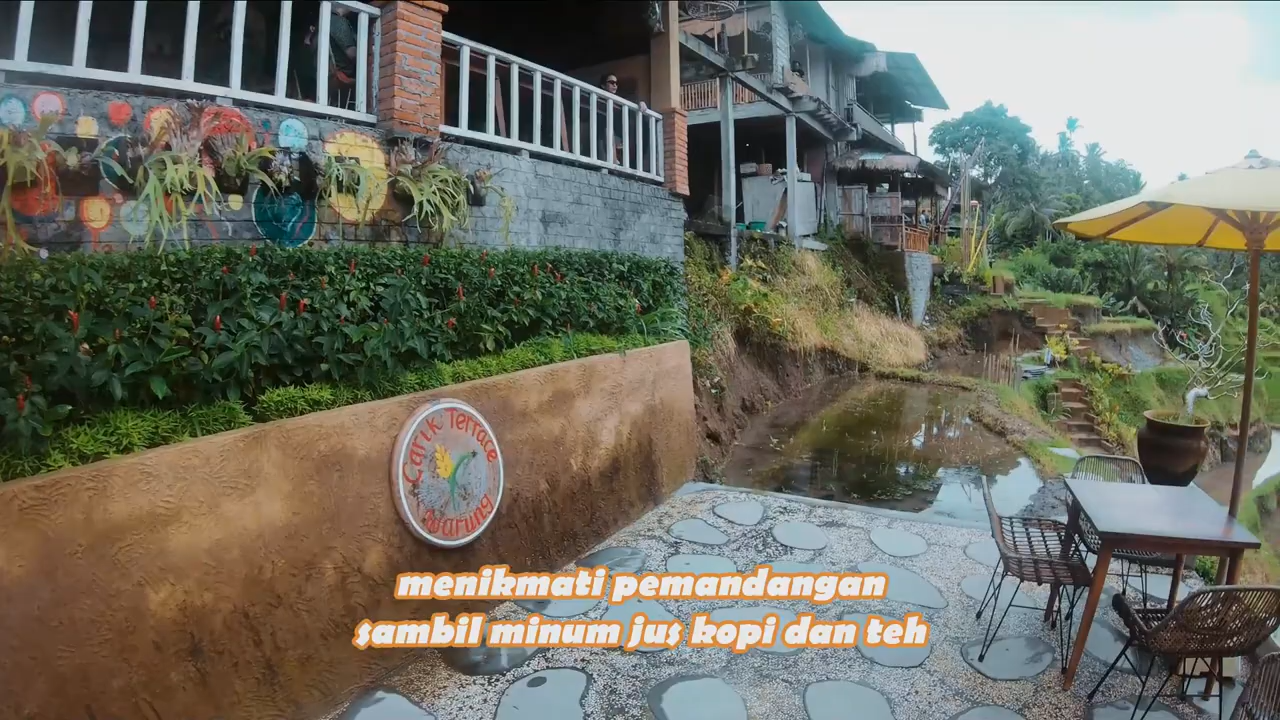 Carik Terrace
Warung
menikmati pemandangan
sambil minum jus kopi dan teh